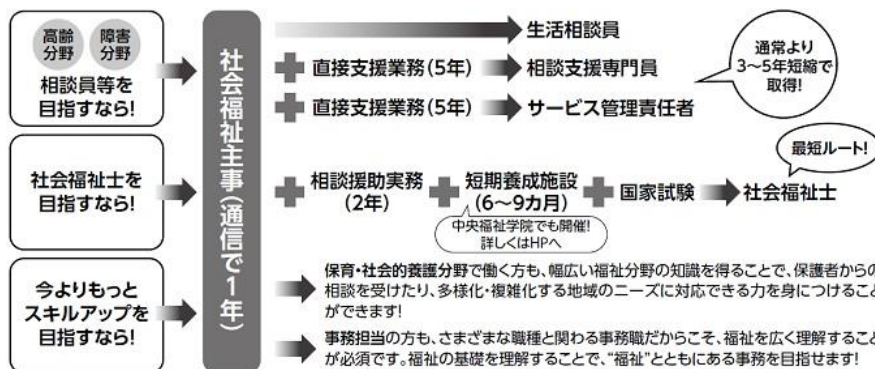 高齢
分野
障害
分野
相談員等を
目指すなら!
社会福祉士を
目指すなら!
今よりもっと
スキルアップを
目指すなら!
社会福祉主事(通信で1年)
生活相談員
直接支援業務(5年)
相談支援専門員
直接支援業務(5年)
サービス管理責任者
通常より
3〜5年短縮で
取得!
相談援助実務
(2年)
短期養成施設
(6〜9カ月)
中央福祉学院でも開催!
詳しくはHPへ
国家試験
社会福祉士
最短ルート!
保育・社会的養護分野で働く方も、幅広い福祉分野の知識を得ることで、保護者からの
相談を受けたり、多様化・複雑化する地域のニーズに対応できる力を身につけること
ができます!
事務担当の方も、さまざまな職種と関わる事務職だからこそ、福祉を広く理解すること
が必須です。福祉の基礎を理解することで、“福祉”とともにある事務を目指せます!